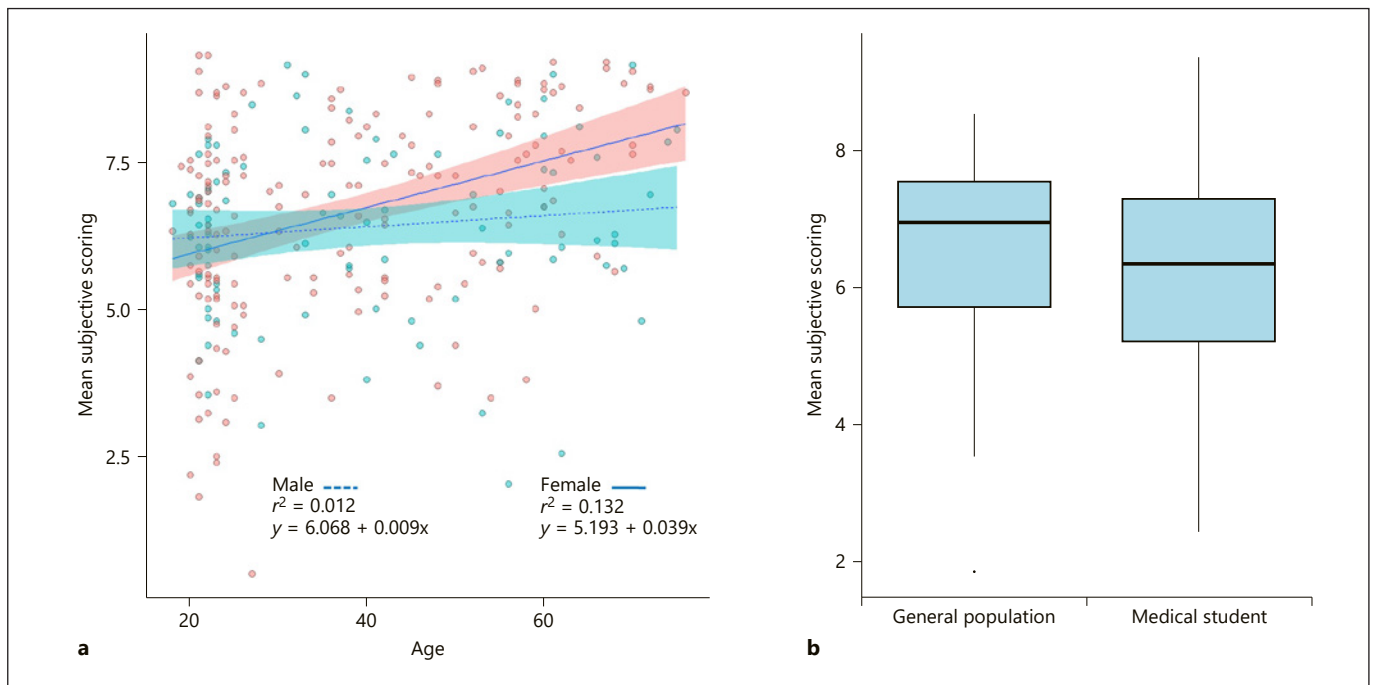 Mean subjective scoring
7.5
5.0
2.5
Male
r² = 0.012
y = 6.068 + 0.009x
Female
r² = 0.132
y = 5.193 + 0.039x
20
40
60
Age
a
Mean subjective scoring
8
6
4
2
General population
Medical student
b